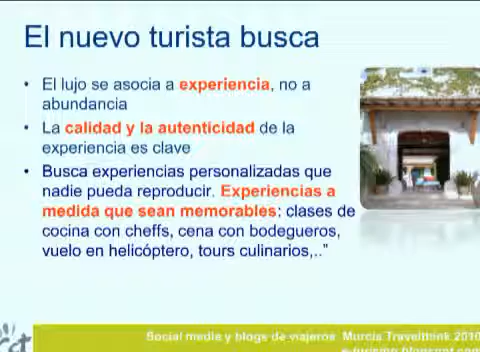 El nuevo turista busca
• El lujo se asocia a experiencia, no a
abundancia
• La calidad y la autenticidad de la
experiencia es clave
• Busca experiencias personalizadas que
nadie pueda reproducir. Experiencias a
medida que sean memorables: clases de
cocina con cheffs, cena con bodegueros,
vuelo en helicóptero, tours culinarios,.."
Social media y blogs de viajeros Murcia Travelthink 2010